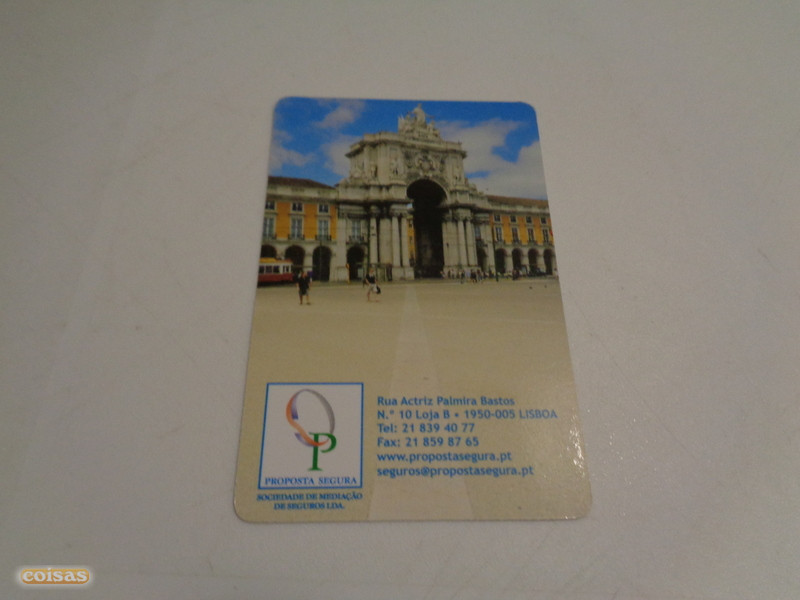 PROPOSTA SEGURA
SOCIEDADE DE MEDIAÇÃO
DE SEGUROS LDA.
Rua Actriz Palmira Bastos
N.º 10 Loja B • 1950-005 LISBOA
Tel: 21 839 40 77
Fax: 21 859 87 65
www.propostasegura.pt
seguros@propostasegura.pt
coisas